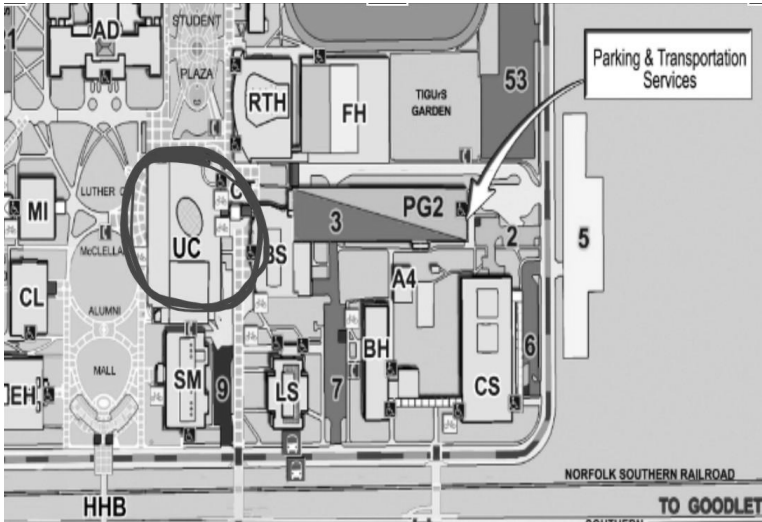 AD
STUDENT
PLAZA
Parking & Transportation
Services
RTH
FH
TIGUrS
GARDEN
53
LUTHER
MI
UC
3
PG2
2
5
BS
A4
CL
ALUMNI
MALL
EH
SM
9
LS
7
BH
CS
6
HHB
NORFOLK SOUTHERN RAILROAD
TO GOODLET
SOUTHERN